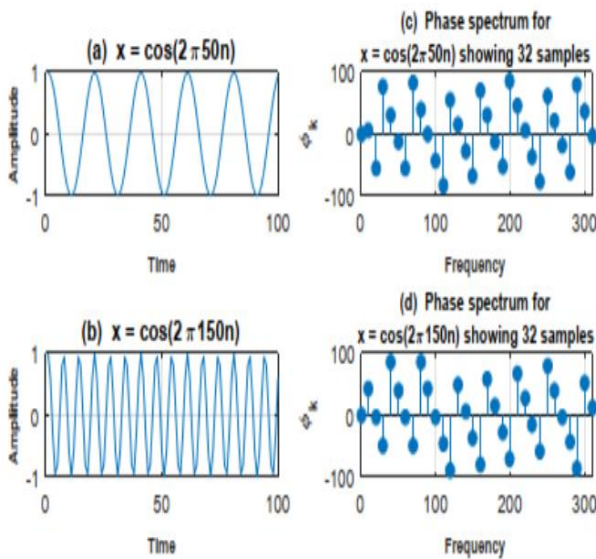 (a) x = cos(2π50n)
Amplitude
1
0
-1
0 50 100
Time
(c) Phase spectrum for
x = cos(2π50n) showing 32 samples
ϕlk
100
0
-100
0 100 200 300
Frequency
(b) x = cos(2π150n)
Amplitude
1
0
-1
0 50 100
Time
(d) Phase spectrum for
x = cos(2π150n) showing 32 samples
ϕlk
100
0
-100
0 100 200 300
Frequency